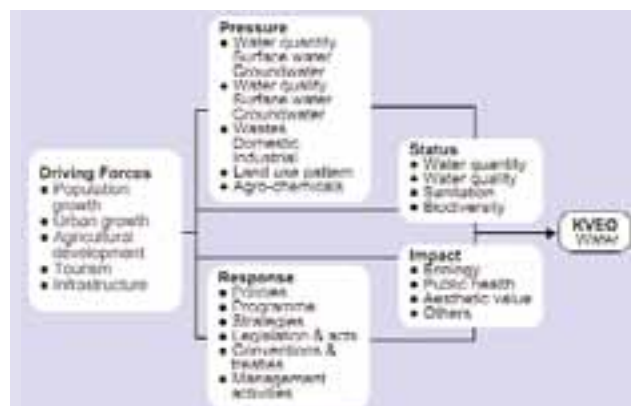 Driving Forces
● Population
growth
● Urban growth
● Agricultural
development
● Tourism
● Infrastructure
Pressure
● Water quantity
Surface water
Groundwater
● Water quality
Surface water
Groundwater
● Wastes
Domestic
Industrial
● Land use pattern
● Agro-chemicals
Response
● Policies
● Programme
● Strategies
● Legislation & acts
● Conventions &
treaties
● Management
activities
Status
● Water quantity
● Water quality
● Sanitation
● Biodiversity
Impact
● Public health
● Aesthetic value
● Others
KVEO
Water